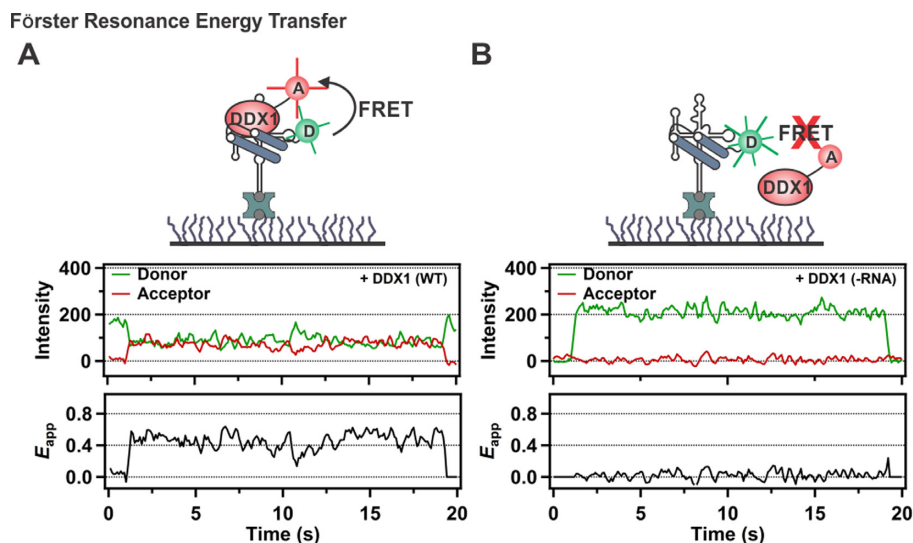 Förster Resonance Energy Transfer
A
B
A
FRET
DDX1
D
D
FRET
A
DDX1
400
200
0
Intensity
Donor
Acceptor
+ DDX1 (WT)
0.8
0.4
0.0
Eapp
0
5
10
15
20
Time (s)
400
200
0
Intensity
Donor
Acceptor
+ DDX1 (-RNA)
0.8
0.4
0.0
Eapp
0
5
10
15
20
Time (s)